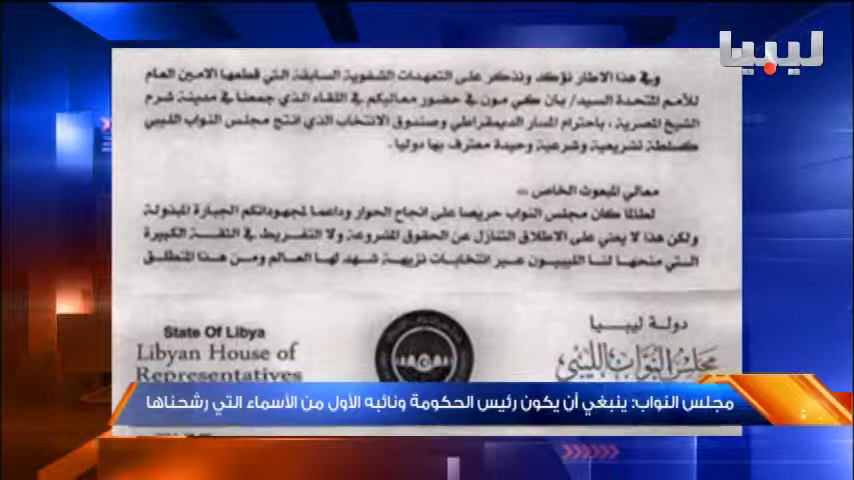 ليبيا
وفي هذا الاطار نؤكد ونذكر على التعهدات الشفوية السابقة التي قطعها الامين العام
للأمم المتحدة السيد/ بان كي مون في حضور معاليكم في اللقاء الذي جمعنا في مدينة شرم
الشيخ المصرية ، باحترام المسار الديمقراطي وصندوق الانتخاب الذي انتج مجلس النواب الليبي
كسلطة تشريعية وشرعية وحيدة معترف بها دوليا .
معالي المبعوث الخاص
لطالما كان مجلس النواب حريصا على انجاح الحوار وداعما لمجهوداتكم الجبارة المبذولة
ولكن هذا لا يعني على الاطلاق التنازل عن الحقوق المشروعة ولا التفريط في الثقة الكبيرة
التي منحها لنا الليبيون عبر انتخابات نزيهة شهد لها العالم ومن هذا المنطلق
دولة ليبيا
مجلس النواب الليبي
State Of Libya
Libyan House of
Representatives
مجلس النواب: ينبغي أن يكون رئيس الحكومة ونائبه الأول من الأسماء التي رشحناها